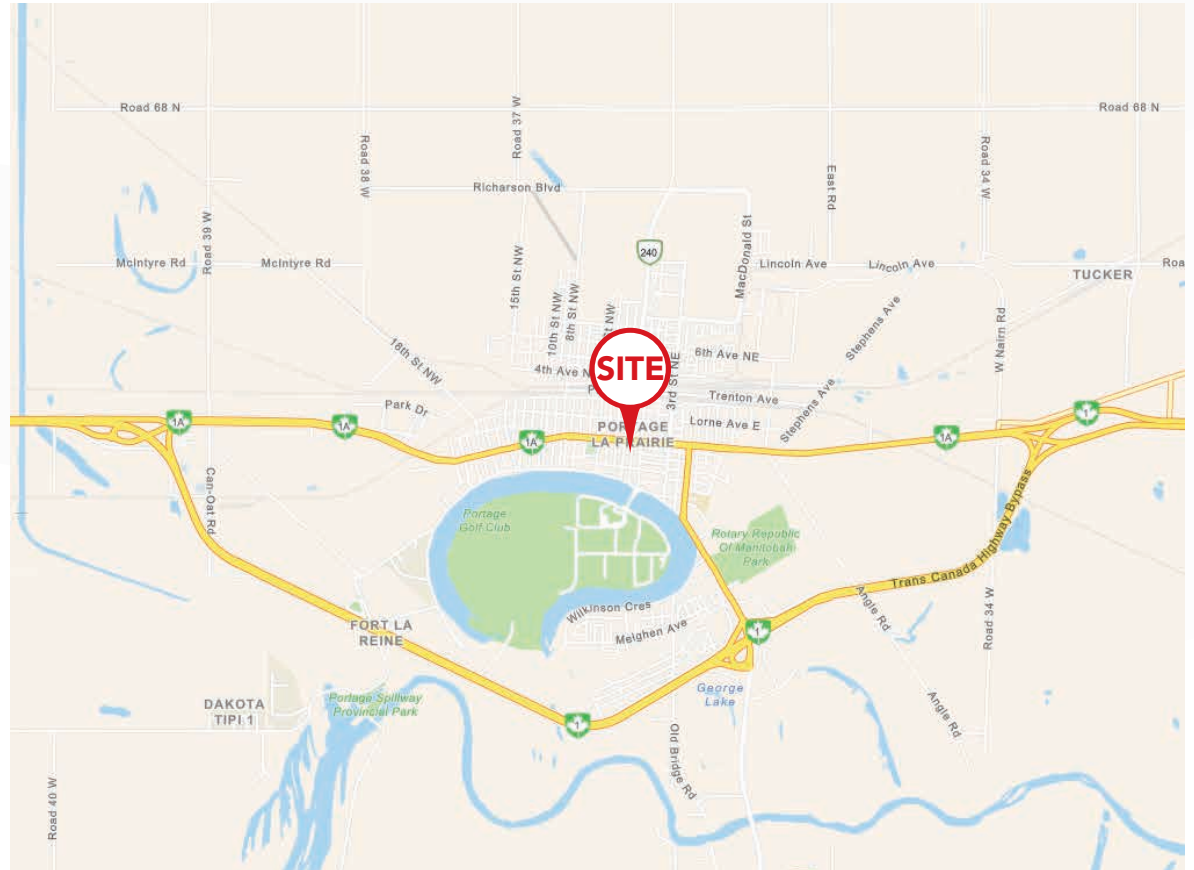 Road 68 N
Road 68 N
Road 37 W
Road 38 W
Road 34 W
East Rd
Richarson Blvd
Road 39 W
MacDonald St
240
McIntyre Rd
McIntyre Rd
Lincoln Ave
Lincoln Ave
TUCKER
Roa
15th St NW
10th St NW
8th St NW
St NW
Stephens Ave
W Nairn Rd
18th St NW
6th Ave NE
4th Ave N
SITE
3rd St NE
Trenton Ave
Park Dr
Lorne Ave E
Stephens Ave
1A
1A
1A
1A
1
PORTAGE
LA PRAIRIE
Can-Oat Rd
Portage
Golf Club
Rotary Republic
Of Manitobah
Park
Trans Canada Highway Bypass
Wilkinson Cres
Meighen Ave
Angle Rd
Road 34 W
FORT LA
REINE
1
George
Lake
DAKOTA
TIPI 1
Portage Spillway
Provincial Park
1
Old Bridge Rd
Angle Rd
Road 40 W